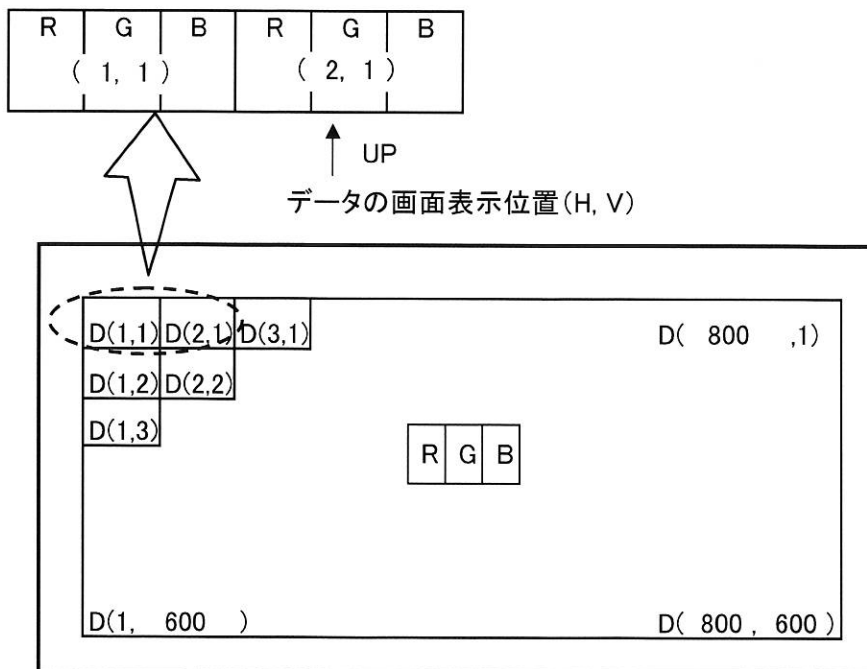 R G B R G B
( 1, 1 ) ( 2, 1 )
UP
データの画面表示位置(H, V)
D(1,1) D(2,1) D(3,1) D( 800 ,1)
D(1,2) D(2,2)
D(1,3)
R G B
D(1, 600 ) D( 800 , 600 )